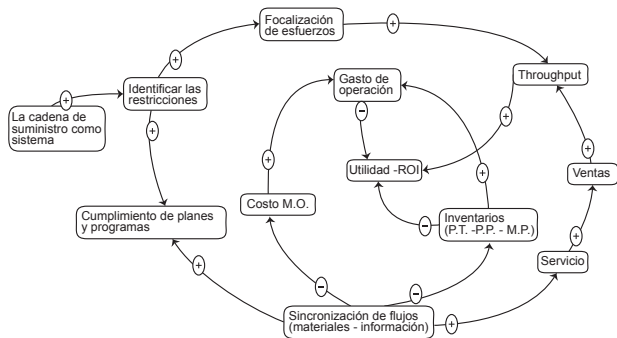 Focalización
de esfuerzos
+
+
Throughput
+
Identificar las
restricciones
Gasto de
operación
+
La cadena de
suministro como
sistema
+
−
+
+
Utilidad -ROI
+
+
Ventas
Costo M.O.
Cumplimiento de planes
y programas
−
Inventarios
(P.T. -P.P. - M.P.)
+
Servicio
+
−
−
Sincronización de flujos
(materiales - información)
+